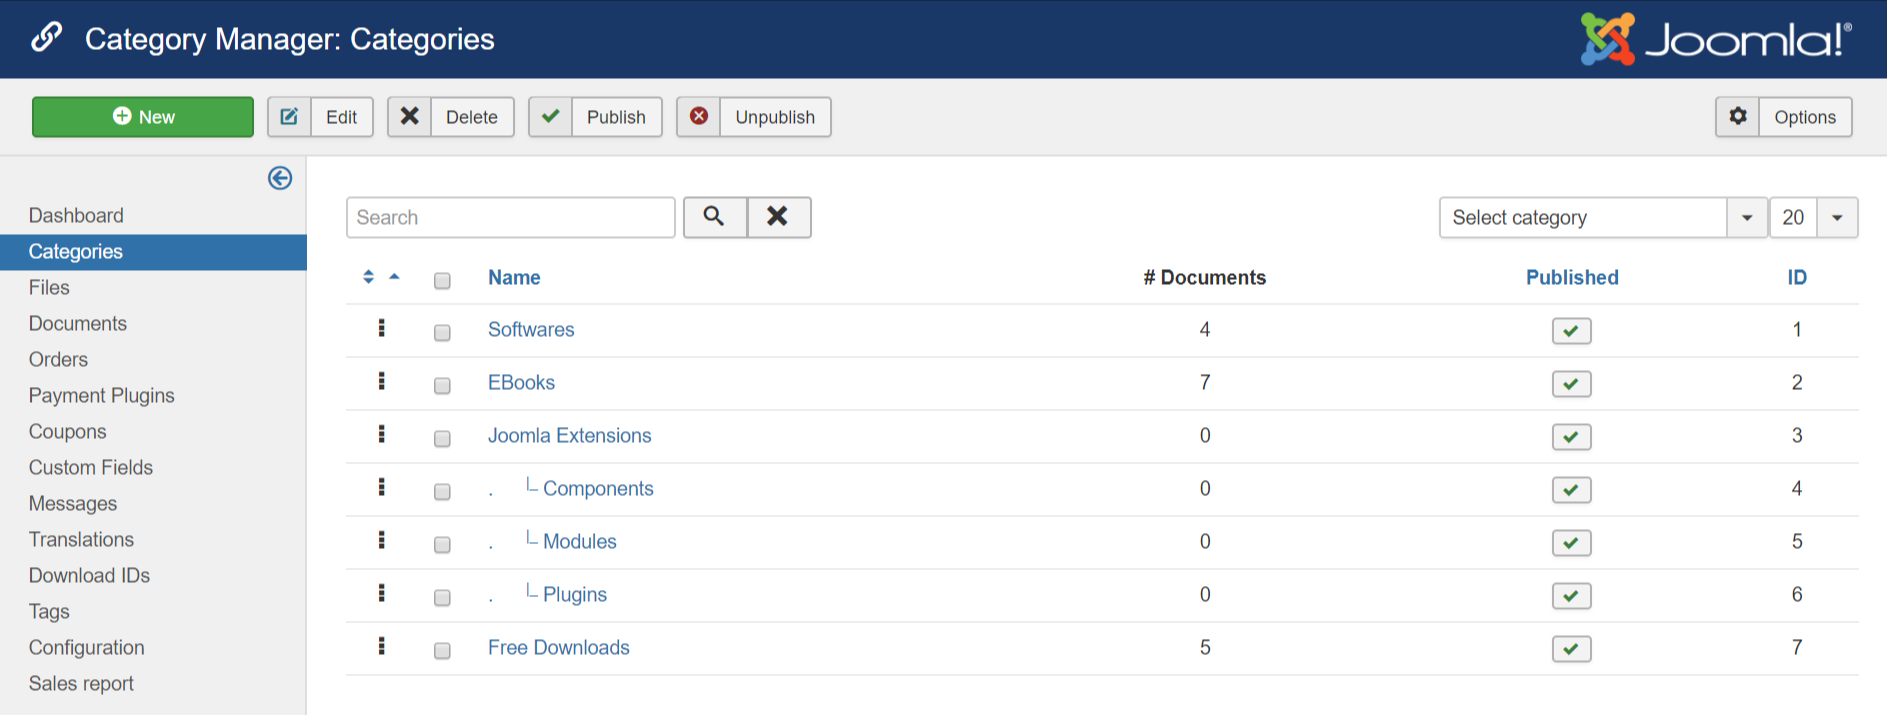 Category Manager: Categories
Joomla!®
New
Edit
Delete
Publish
Unpublish
Options
Dashboard
Categories
Files
Documents
Orders
Payment Plugins
Coupons
Custom Fields
Messages
Translations
Download IDs
Tags
Configuration
Sales report
Search
Select category
20
Name # Documents Published ID
Softwares 4 1
EBooks 7 2
Joomla Extensions 0 3
. Components 0 4
. Modules 0 5
. Plugins 0 6
Free Downloads 5 7